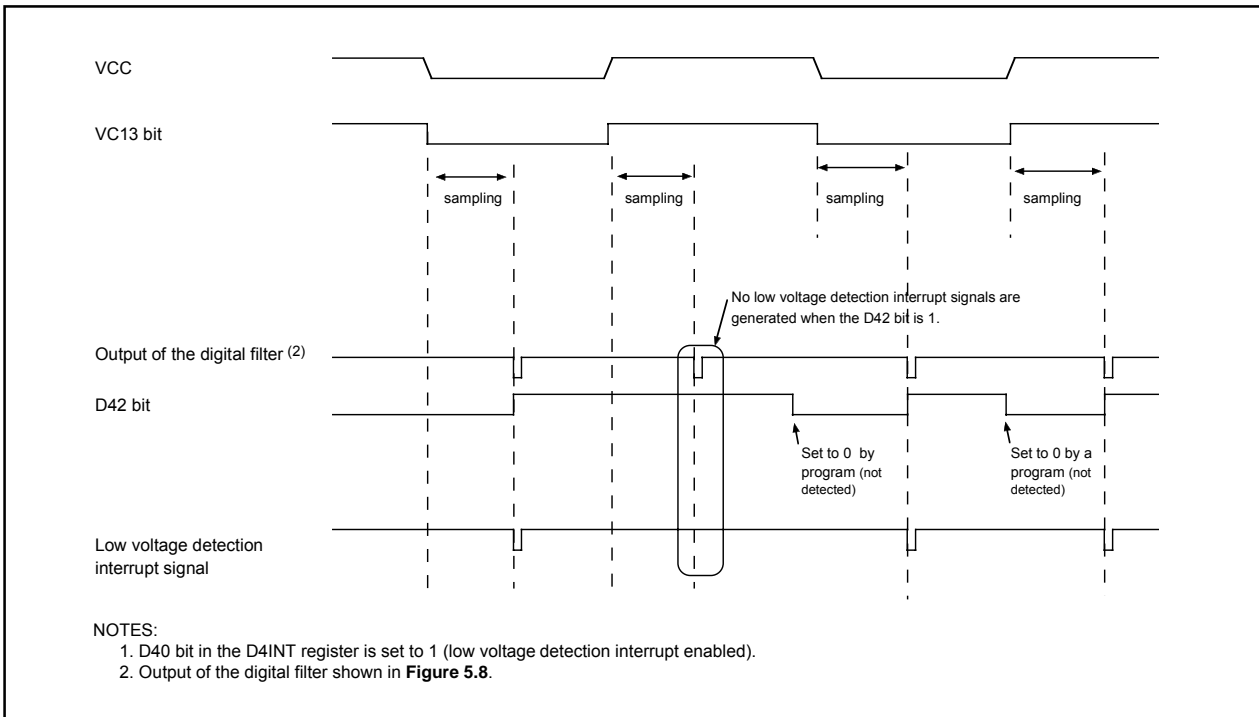 VCC
VC13 bit
sampling
sampling
sampling
sampling
No low voltage detection interrupt signals are
generated when the D42 bit is 1.
Output of the digital filter (2)
D42 bit
Set to 0 by
program (not
detected)
Set to 0 by a
program (not
detected)
Low voltage detection
interrupt signal
NOTES:
1. D40 bit in the D4INT register is set to 1 (low voltage detection interrupt enabled).
2. Output of the digital filter shown in Figure 5.8.